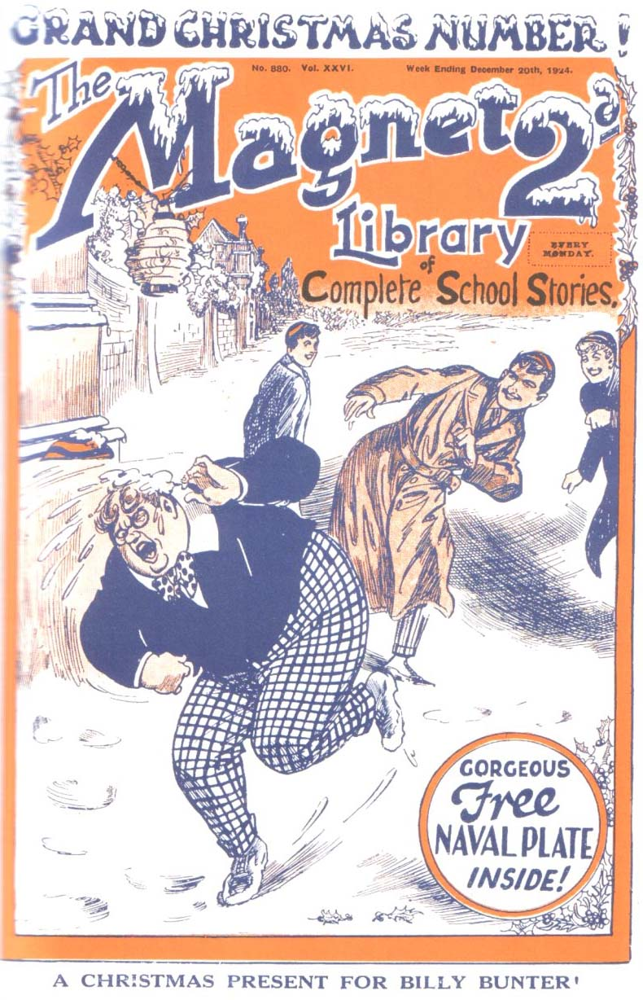 GRAND CHRISTMAS NUMBER!
No. 880. Vol. XXVI. Week Ending December 20th, 1924.
The Magnet 2d
Library
EVERY
MONDAY.
of
Complete School Stories.
GORGEOUS
Free
NAVAL PLATE
INSIDE!
A CHRISTMAS PRESENT FOR BILLY BUNTER!